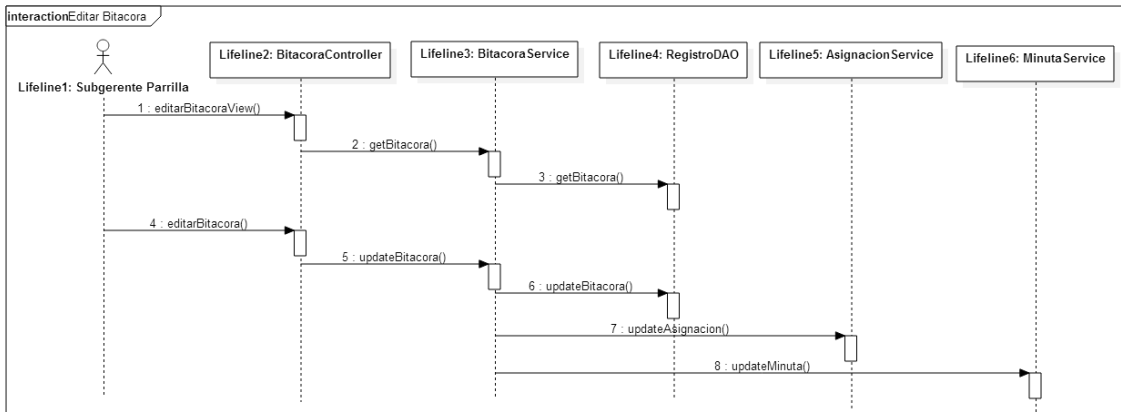 interactionEditar Bitacora
Lifeline1: Subgerente Parrilla
Lifeline2: BitacoraController
Lifeline3: BitacoraService
Lifeline4: RegistroDAO
Lifeline5: AsignacionService
Lifeline6: MinutaService
1 : editarBitacoraView()
2 : getBitacora()
3 : getBitacora()
4 : editarBitacora()
5 : updateBitacora()
6 : updateBitacora()
7 : updateAsignacion()
8 : updateMinuta()